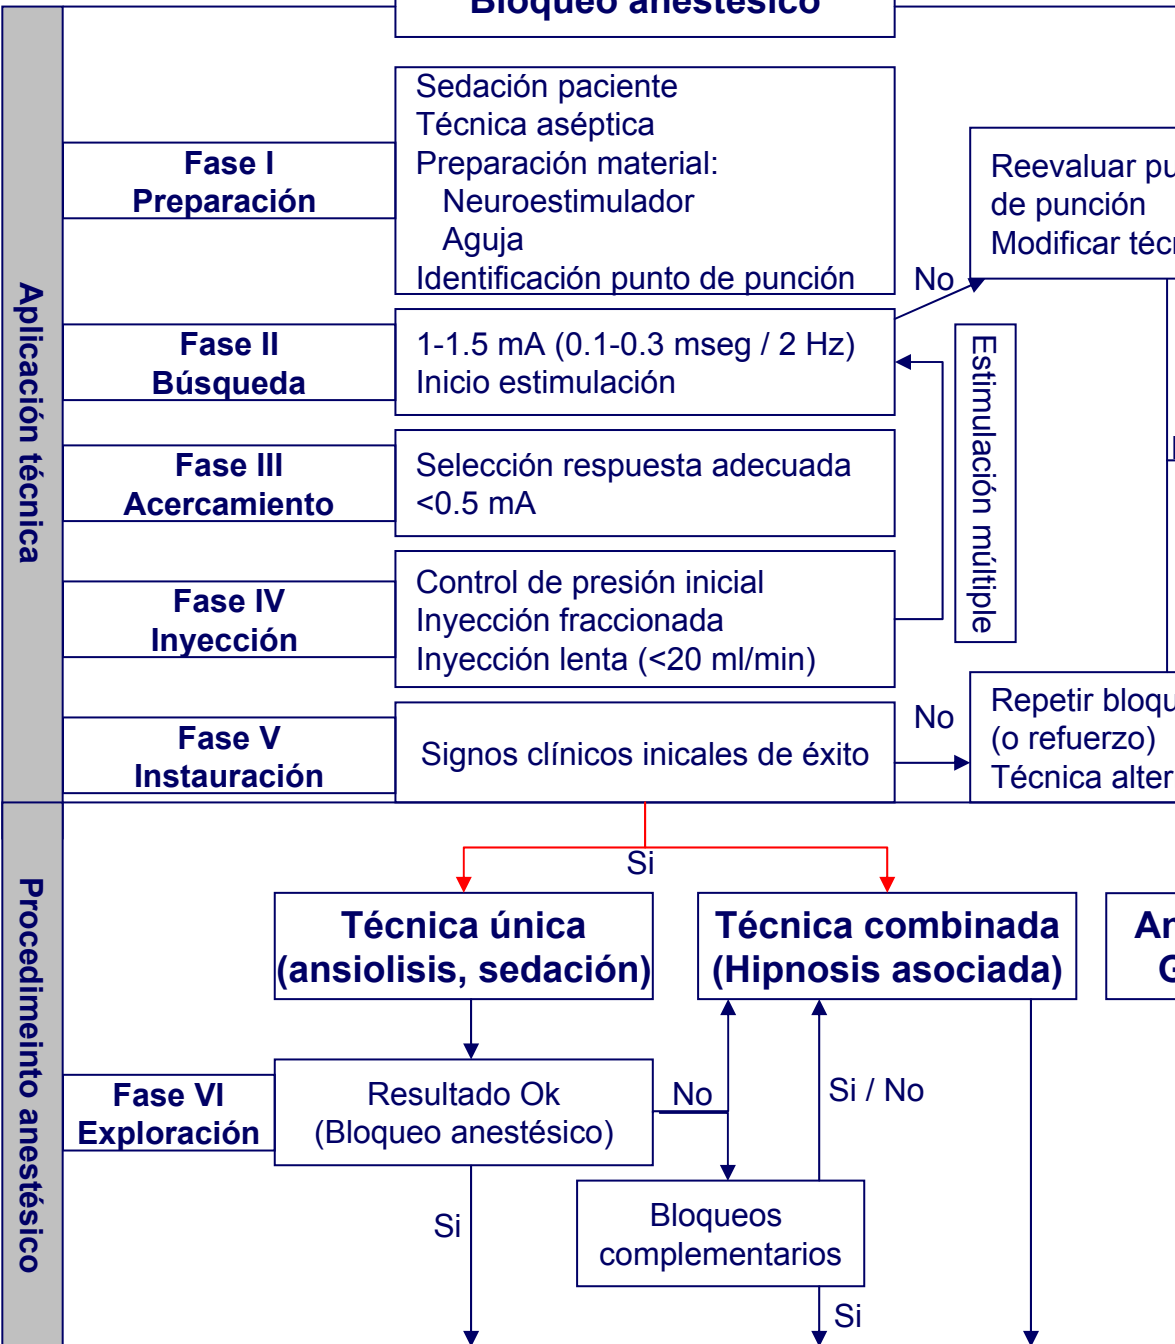 Bloqueo anestésico
Aplicación técnica
Fase I
Preparación
Sedación paciente
Técnica aséptica
Preparación material:
Neuroestimulador
Aguja
Identificación punto de punción
No
Reevaluar pu
de punción
Modificar técn
Fase II
Búsqueda
1-1.5 mA (0.1-0.3 mseg / 2 Hz)
Inicio estimulación
Estimulación múltiple
Fase III
Acercamiento
Selección respuesta adecuada
<0.5 mA
Fase IV
Inyección
Control de presión inicial
Inyección fraccionada
Inyección lenta (<20 ml/min)
Fase V
Instauración
Signos clínicos inicales de éxito
No
Repetir bloqu
(o refuerzo)
Técnica alter
Procedimeinto anestésico
Si
Técnica única
(ansiolisis, sedación)
Técnica combinada
(Hipnosis asociada)
An
G
Fase VI
Exploración
Resultado Ok
(Bloqueo anestésico)
No
Si / No
Si
Bloqueos
complementarios
Si